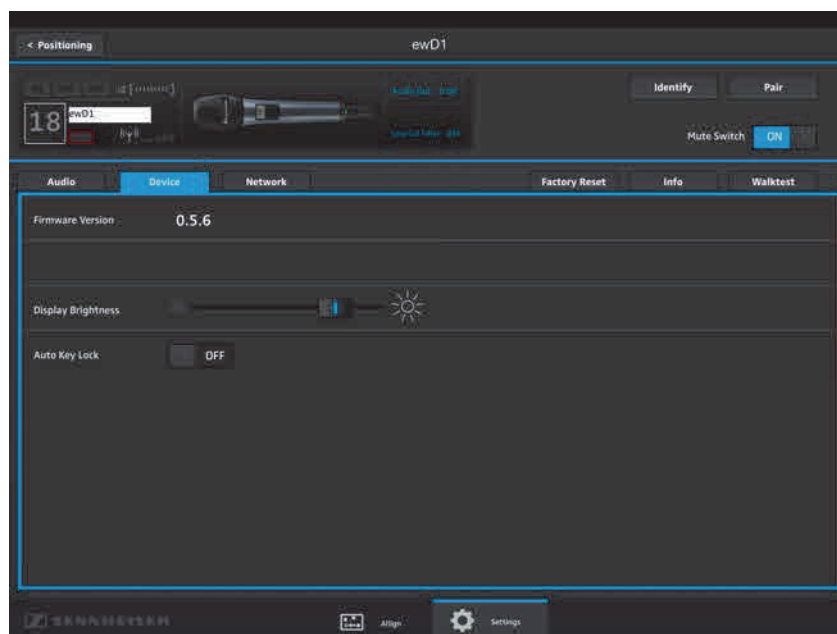 < Positioning
ewD1
Identify
Pair
18
ewD1
Mute Switch
ON
Audio
Device
Network
Factory Reset
Info
Walktest
Firmware Version
0.5.6
Display Brightness
Auto Key Lock
OFF
SENNHEISER
Align
Settings